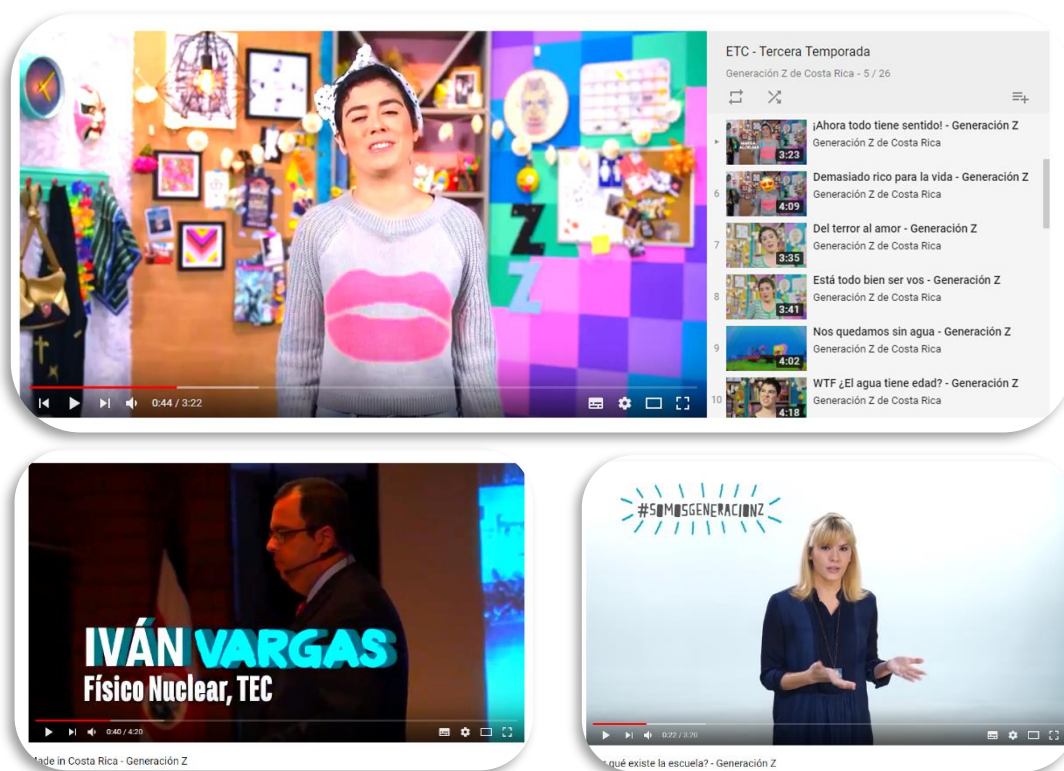 ETC - Tercera Temporada
Generación Z de Costa Rica - 5 / 26
¡Ahora todo tiene sentido! - Generación Z
Generación Z de Costa Rica
3:23
6
Demasiado rico para la vida - Generación Z
Generación Z de Costa Rica
4:09
7
Del terror al amor - Generación Z
Generación Z de Costa Rica
3:35
8
Está todo bien ser vos - Generación Z
Generación Z de Costa Rica
3:41
9
Nos quedamos sin agua - Generación Z
Generación Z de Costa Rica
4:02
10
WTF ¿El agua tiene edad? - Generación Z
Generación Z de Costa Rica
4:18
Z
Z
0:44 / 3:22
IVÁN VARGAS
Físico Nuclear, TEC
0:40 / 4:20
ade in Costa Rica - Generación Z
#SOMOSGENERACIONZ
0:22 / 3:20
qué existe la escuela? - Generación Z